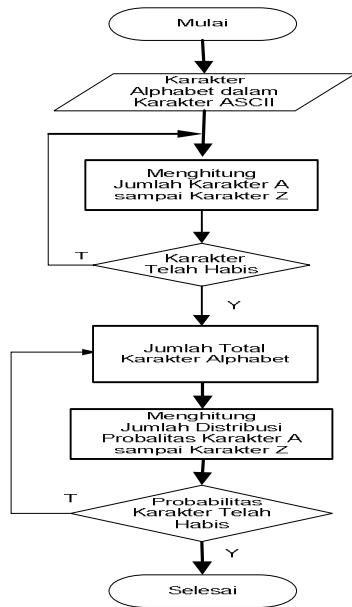 Mulai
Karakter
Alphabet dalam
Karakter ASCII
Menghitung
Jumlah Karakter A
sampai Karakter Z
T
Karakter
Telah Habis
Y
Jumlah Total
Karakter Alphabet
Menghitung
Jumlah Distribusi
Probalitas Karakter A
sampai Karakter Z
T
Probabilitas
Karakter Telah
Habis
Y
Selesai